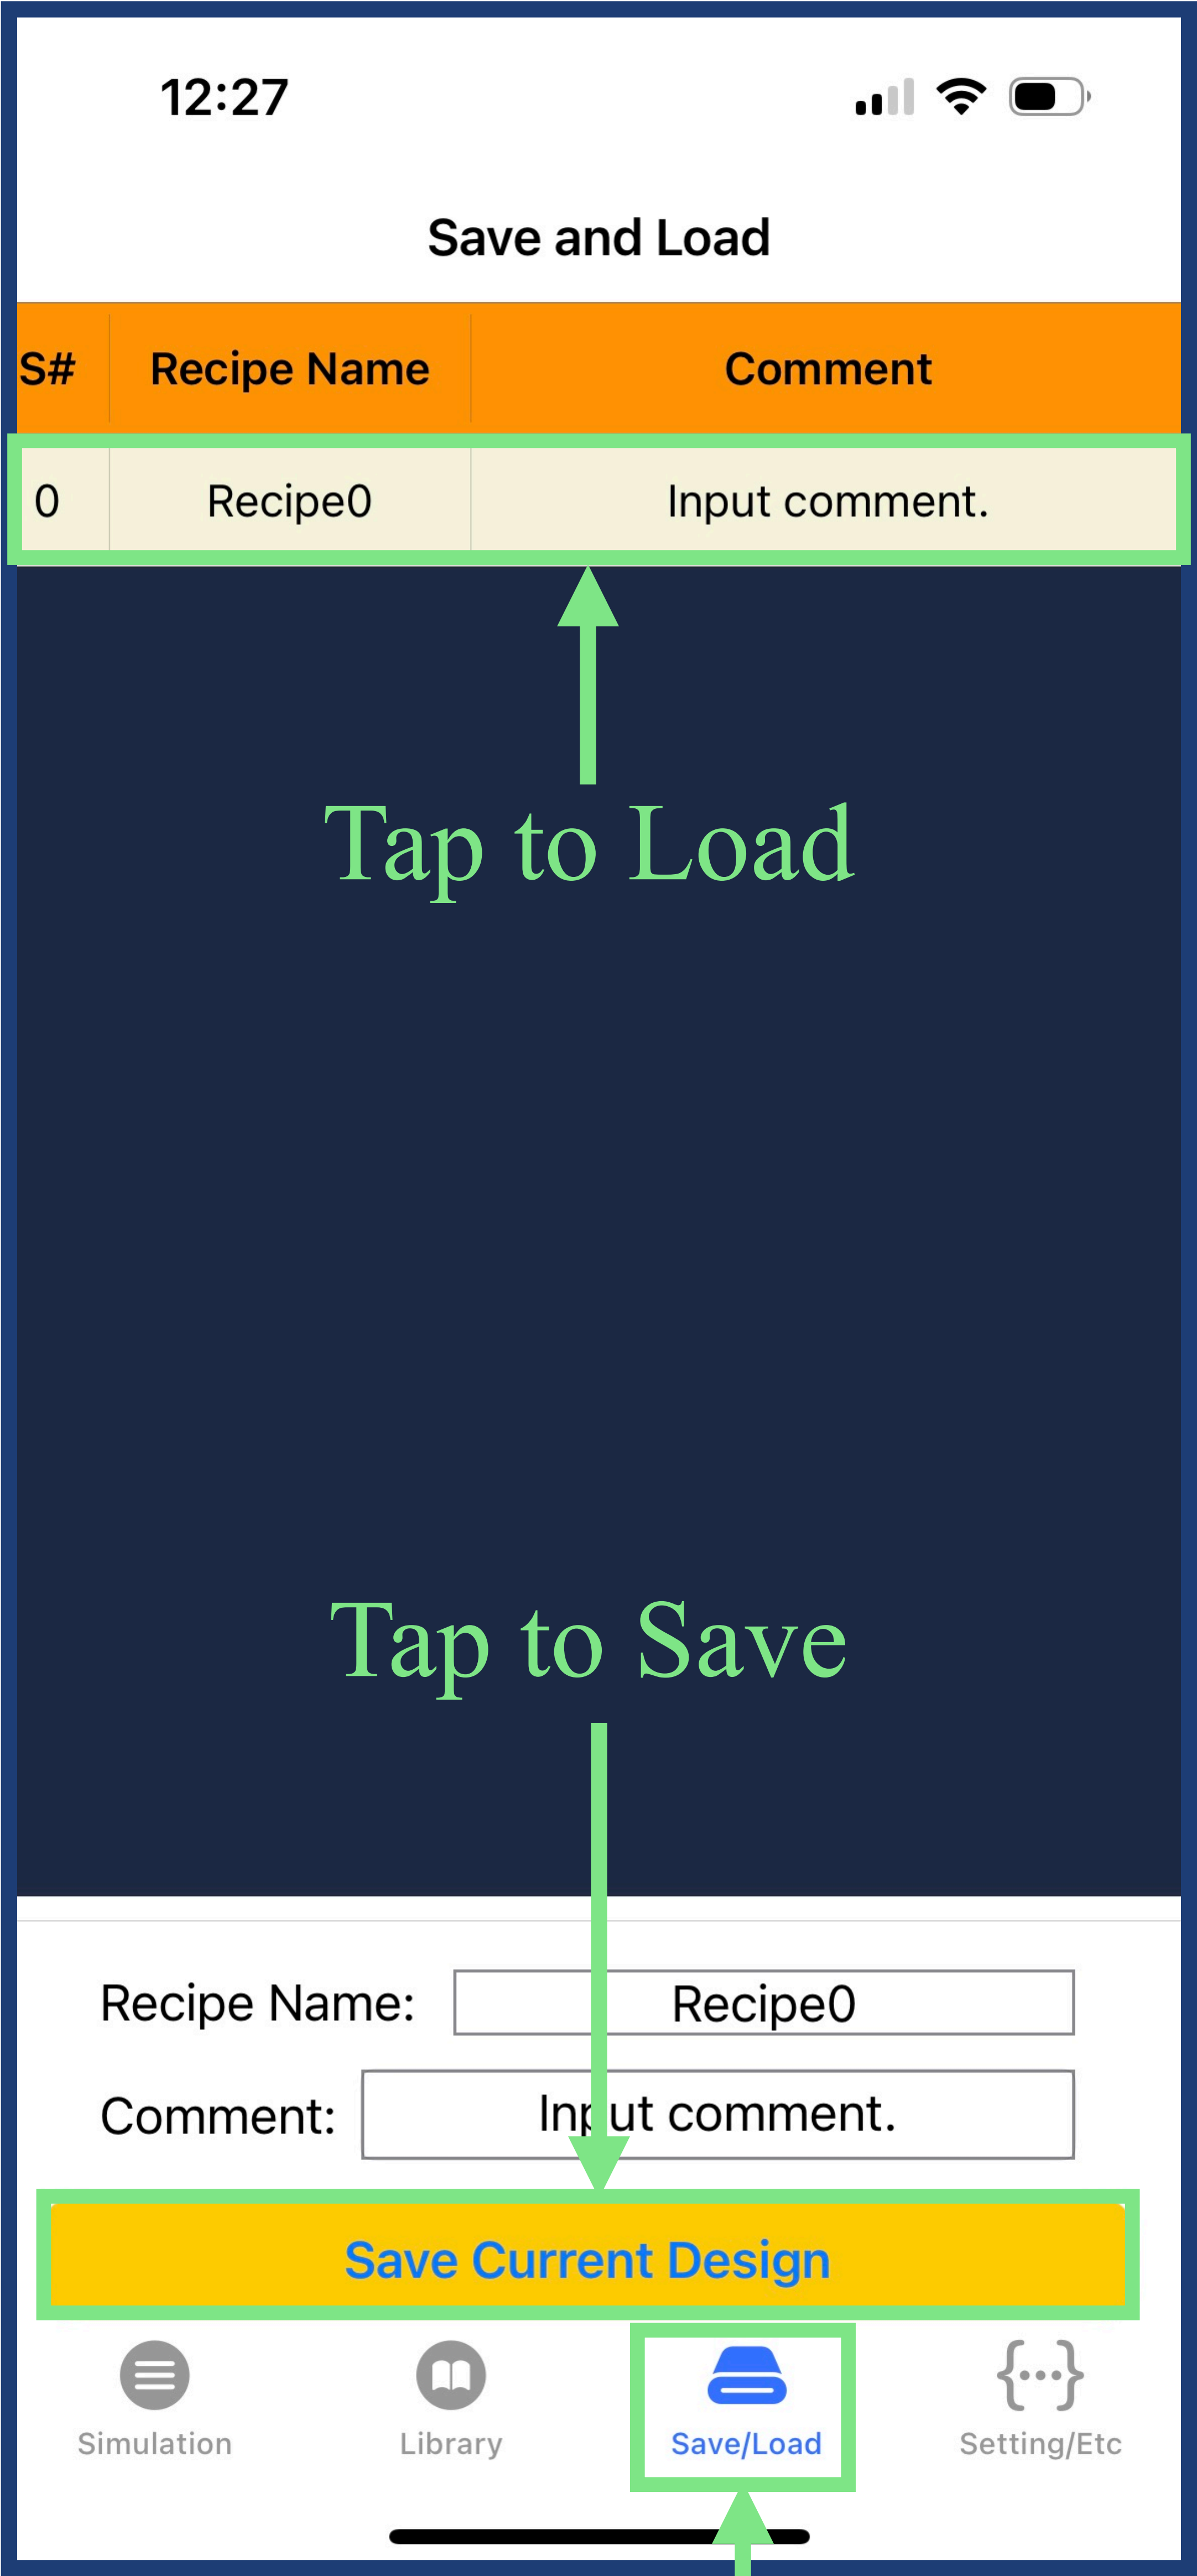 12:27
Save and Load
S# Recipe Name Comment
0 Recipe0 Input comment.
Tap to Load
Tap to Save
Recipe Name: Recipe0
Comment: Input comment.
Save Current Design
Simulation Library Save/Load Setting/Etc